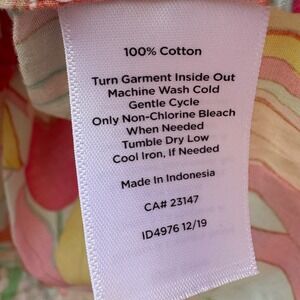 100% Cotton
Turn Garment Inside Out
Machine Wash Cold
Gentle Cycle
Only Non-Chlorine Bleach
When Needed
Tumble Dry Low
Cool Iron, If Needed
Made In Indonesia
CA# 23147
ID4976 12/19